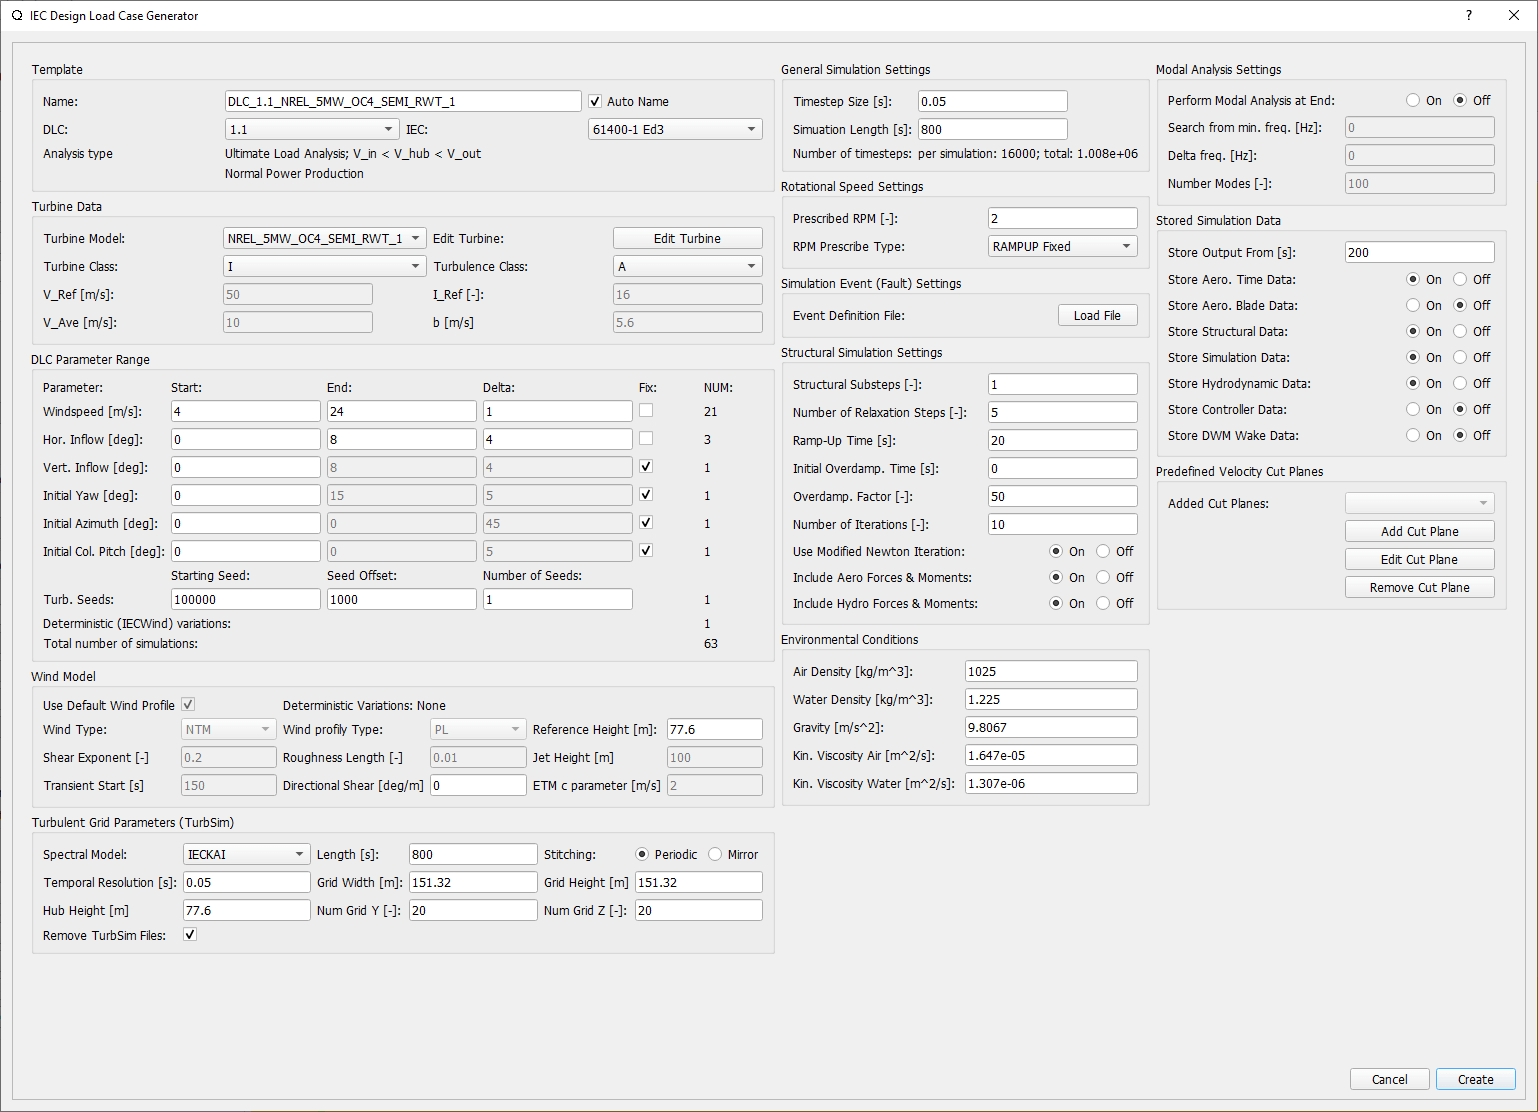 IEC Design Load Case Generator ?
Template
Name: DLC_1.1_NREL_5MW_OC4_SEMI_RWT_1 Auto Name
DLC: 1.1 IEC: 61400-1 Ed3
Analysis type Ultimate Load Analysis; V_in < V_hub < V_out
Normal Power Production
Turbine Data
Turbine Model: NREL_5MW_OC4_SEMI_RWT_1 Edit Turbine: Edit Turbine
Turbine Class: I Turbulence Class: A
V_Ref [m/s]: 50 I_Ref [-]: 16
V_Ave [m/s]: 10 b [m/s] 5.6
DLC Parameter Range
Parameter: Start: End: Delta: Fix: NUM:
Windspeed [m/s]: 4 24 1 21
Hor. Inflow [deg]: 0 8 4 3
Vert. Inflow [deg]: 0 8 4 1
Initial Yaw [deg]: 0 15 5 1
Initial Azimuth [deg]: 0 0 45 1
Initial Col. Pitch [deg]: 0 0 5 1
Starting Seed: Seed Offset: Number of Seeds:
Turb. Seeds: 100000 1000 1 1
Deterministic (IECWind) variations: 1
Total number of simulations: 63
Wind Model
Use Default Wind Profile Deterministic Variations: None
Wind Type: NTM Wind profily Type: PL Reference Height [m]: 77.6
Shear Exponent [-] 0.2 Roughness Length [-] 0.01 Jet Height [m] 100
Transient Start [s] 150 Directional Shear [deg/m] 0 ETM c parameter [m/s] 2
Turbulent Grid Parameters (TurbSim)
Spectral Model: IECKAI Length [s]: 800 Stitching: Periodic Mirror
Temporal Resolution [s]: 0.05 Grid Width [m]: 151.32 Grid Height [m] 151.32
Hub Height [m] 77.6 Num Grid Y [-]: 20 Num Grid Z [-]: 20
Remove TurbSim Files:
General Simulation Settings
Timestep Size [s]: 0.05
Simuation Length [s]: 800
Number of timesteps: per simulation: 16000; total: 1.008e+06
Rotational Speed Settings
Prescribed RPM [-]: 2
RPM Prescribe Type: RAMPUP Fixed
Simulation Event (Fault) Settings
Event Definition File: Load File
Structural Simulation Settings
Structural Substeps [-]: 1
Number of Relaxation Steps [-]: 5
Ramp-Up Time [s]: 20
Initial Overdamp. Time [s]: 0
Overdamp. Factor [-]: 50
Number of Iterations [-]: 10
Use Modified Newton Iteration: On Off
Include Aero Forces & Moments: On Off
Include Hydro Forces & Moments: On Off
Environmental Conditions
Air Density [kg/m^3]: 1025
Water Density [kg/m^3]: 1.225
Gravity [m/s^2]: 9.8067
Kin. Viscosity Air [m^2/s]: 1.647e-05
Kin. Viscosity Water [m^2/s]: 1.307e-06
Modal Analysis Settings
Perform Modal Analysis at End: On Off
Search from min. freq. [Hz]: 0
Delta freq. [Hz]: 0
Number Modes [-]: 100
Stored Simulation Data
Store Output From [s]: 200
Store Aero. Time Data: On Off
Store Aero. Blade Data: On Off
Store Structural Data: On Off
Store Simulation Data: On Off
Store Hydrodynamic Data: On Off
Store Controller Data: On Off
Store DWM Wake Data: On Off
Predefined Velocity Cut Planes
Added Cut Planes:
Add Cut Plane
Edit Cut Plane
Remove Cut Plane
Cancel Create